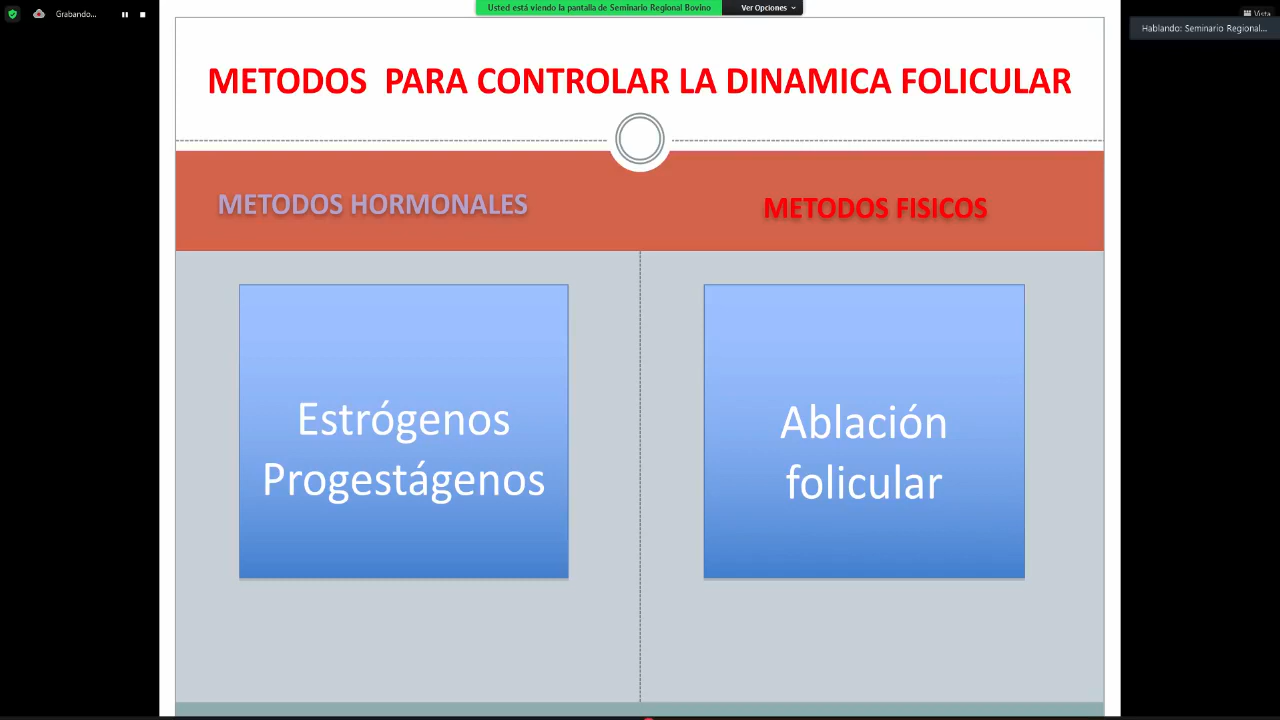 Grabando...
Usted está viendo la pantalla de Seminario Regional Bovino
Ver Opciones
Vista
Hablando: Seminario Regional...
METODOS PARA CONTROLAR LA DINAMICA FOLICULAR
METODOS HORMONALES
METODOS FISICOS
Estrógenos
Progestágenos
Ablación
folicular